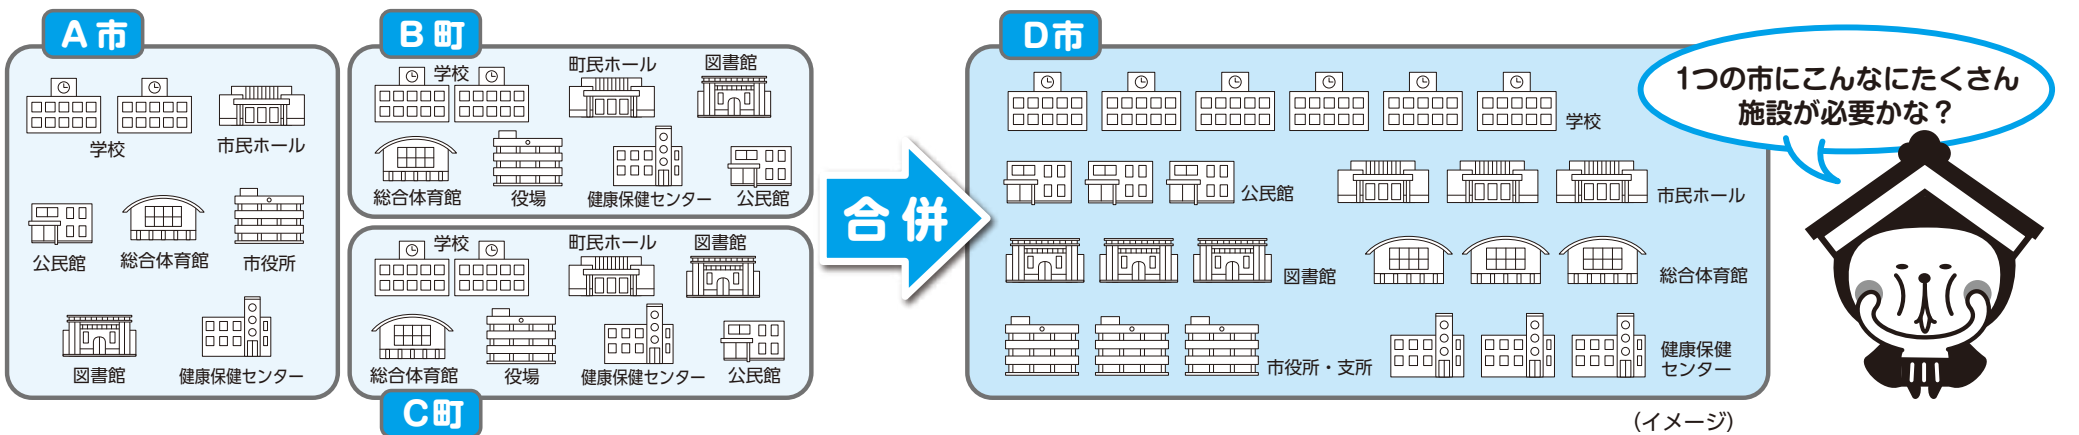 A市
学校
市民ホール
公民館
総合体育館
市役所
図書館
健康保健センター
B町
学校
町民ホール
図書館
総合体育館
役場
健康保健センター
公民館
学校
町民ホール
図書館
総合体育館
役場
健康保健センター
公民館
C町
合併
D市
学校
公民館
市民ホール
図書館
総合体育館
市役所・支所
健康保健
センター
1つの市にこんなにたくさん
施設が必要かな？
（イメージ）